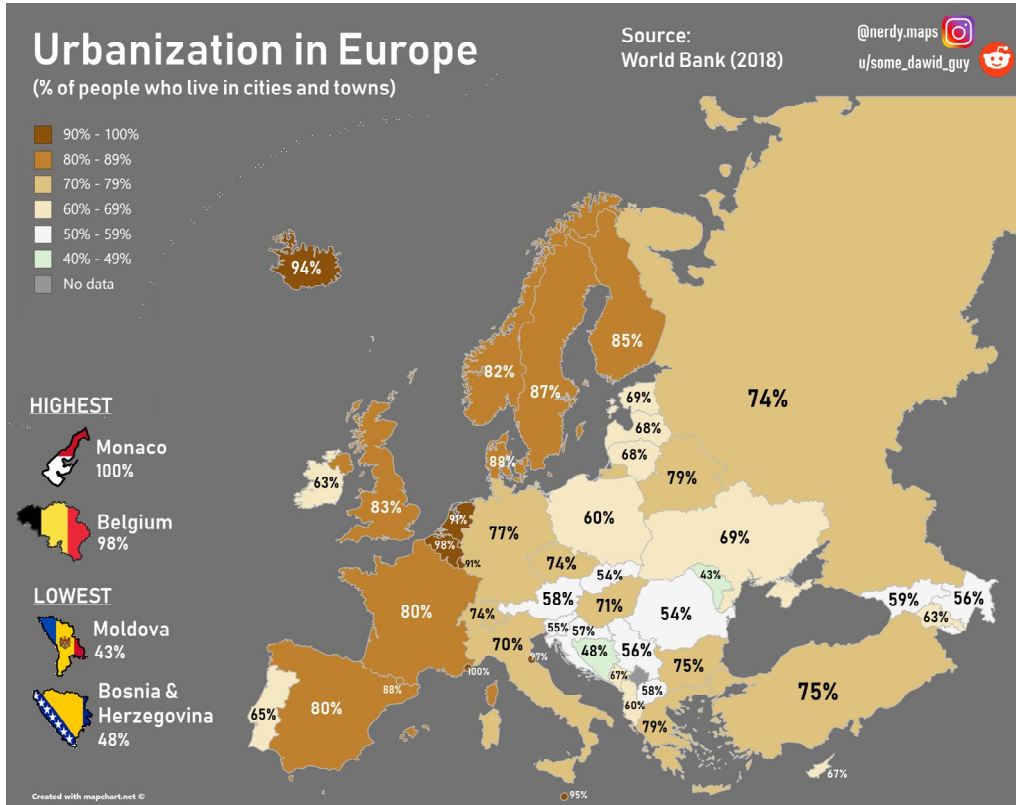 Urbanization in Europe
(% of people who live in cities and towns)
Source:
World Bank (2018)
@nerdy.maps
u/some_dawid_guy
90% - 100%
80% - 89%
70% - 79%
60% - 69%
50% - 59%
40% - 49%
No data
HIGHEST
Monaco
100%
Belgium
98%
LOWEST
Moldova
43%
Bosnia &
Herzegovina
48%
94%
82%
87%
85%
74%
69%
68%
68%
88%
79%
63%
83%
91%
98%
91%
77%
60%
69%
74%
54%
43%
58%
71%
54%
80%
74%
70%
55%
57%
48%
56%
97%
100%
88%
67%
75%
58%
60%
79%
59%
56%
63%
75%
65%
80%
67%
95%
Created with mapchart.net ©